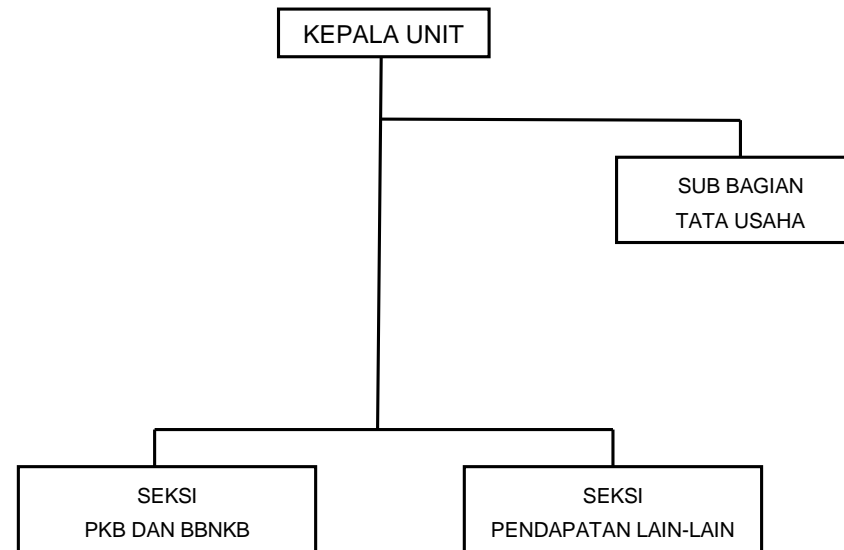 KEPALA UNIT
SUB BAGIAN
TATA USAHA
SEKSI
PKB DAN BBNKB
SEKSI
PENDAPATAN LAIN-LAIN